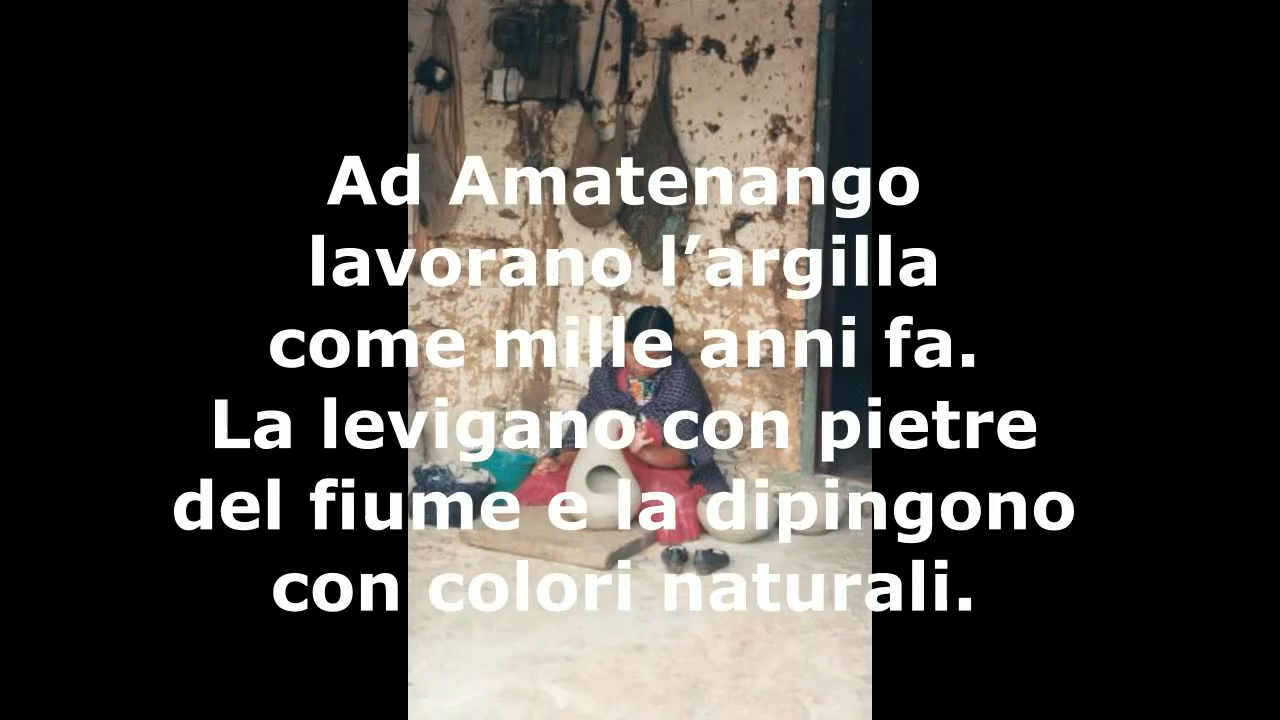 Ad Amatenango
lavorano l’argilla
come mille anni fa.
La levigano con pietre
del fiume e la dipingono
con colori naturali.